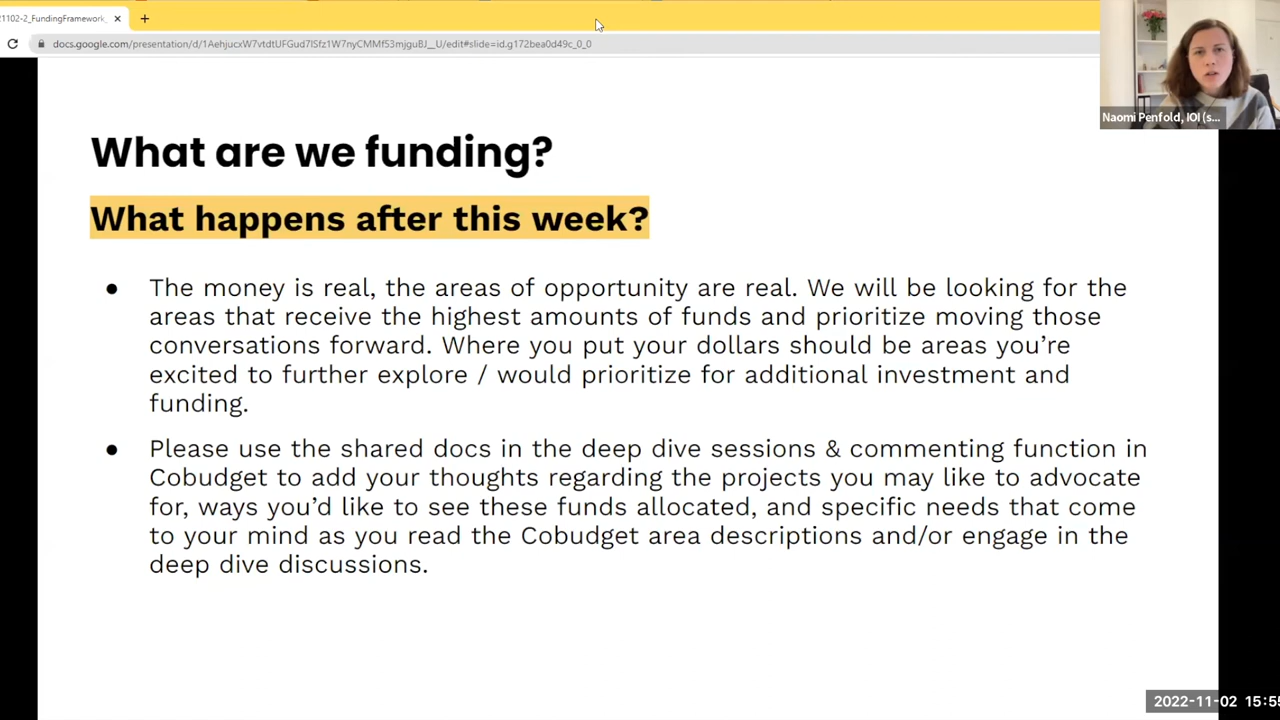 21102-2_FundingFramework_
docs.google.com/presentation/d/1AehjucxW7vtdtUFGud7lSfz1W7nyCMMf53mjguBJ__U/edit#slide=id.g172bea0d49c_0_0
Naomi Penfold, IOI (s...
What are we funding?
What happens after this week?
● The money is real, the areas of opportunity are real. We will be looking for the
areas that receive the highest amounts of funds and prioritize moving those
conversations forward. Where you put your dollars should be areas you’re
excited to further explore / would prioritize for additional investment and
funding.
● Please use the shared docs in the deep dive sessions & commenting function in
Cobudget to add your thoughts regarding the projects you may like to advocate
for, ways you’d like to see these funds allocated, and specific needs that come
to your mind as you read the Cobudget area descriptions and/or engage in the
deep dive discussions.
2022-11-02 15:55